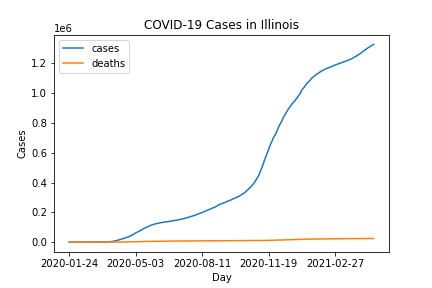 COVID-19 Cases in Illinois
1e6
cases
deaths
1.2
1.0
0.8
0.6
0.4
0.2
0.0
Cases
2020-01-24 2020-05-03 2020-08-11 2020-11-19 2021-02-27
Day